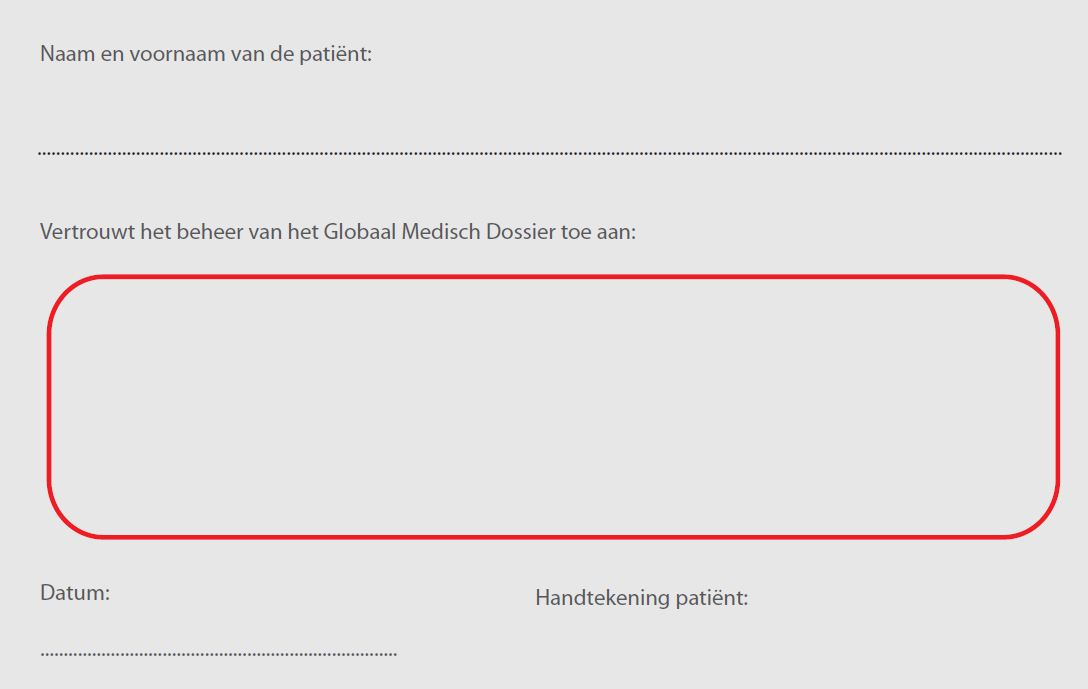 Naam en voornaam van de patiënt:
Vertrouwt het beheer van het Globaal Medisch Dossier toe aan:
Datum:
Handtekening patiënt: